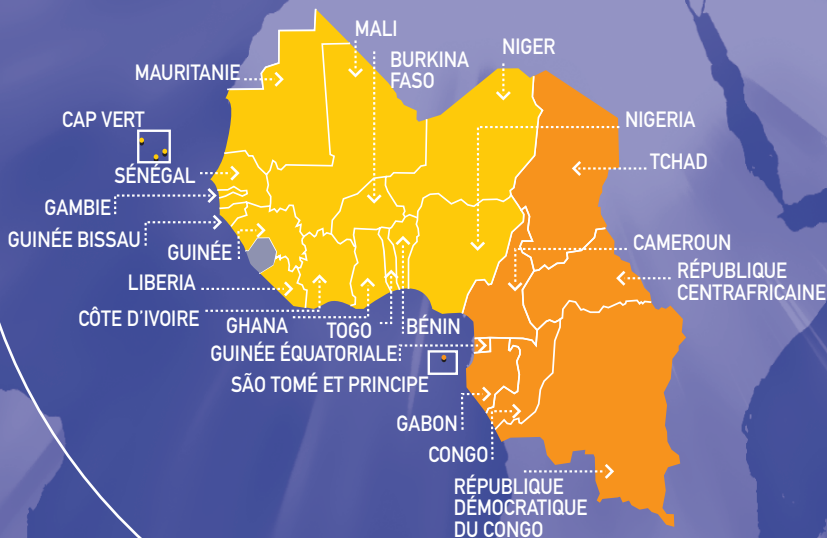 MALI
NIGER
BURKINA
FASO
MAURITANIE
CAP VERT
NIGERIA
TCHAD
SÉNÉGAL
GAMBIE
GUINÉE BISSAU
GUINÉE
CAMEROUN
RÉPUBLIQUE
CENTRAFRICAINE
LIBERIA
CÔTE D'IVOIRE
GHANA
TOGO
BÉNIN
GUINÉE ÉQUATORIALE
SÃO TOMÉ ET PRINCIPE
GABON
CONGO
RÉPUBLIQUE
DÉMOCRATIQUE
DU CONGO